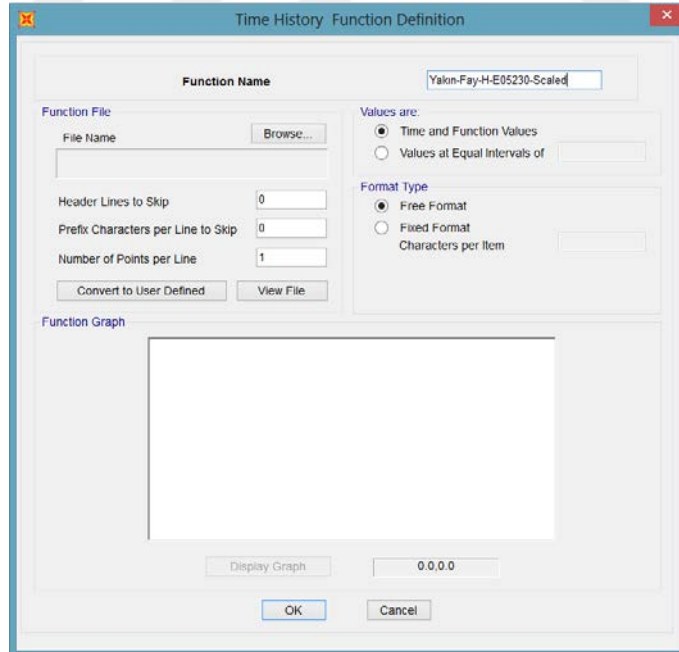 Time History Function Definition
Function Name
Yakın-Fay-H-E05230-Scaled
Function File
File Name
Browse...
Header Lines to Skip
0
Prefix Characters per Line to Skip
0
Number of Points per Line
1
Convert to User Defined
View File
Values are:
Time and Function Values
Values at Equal Intervals of
Format Type
Free Format
Fixed Format
Characters per Item
Function Graph
Display Graph
0.0,0.0
OK
Cancel